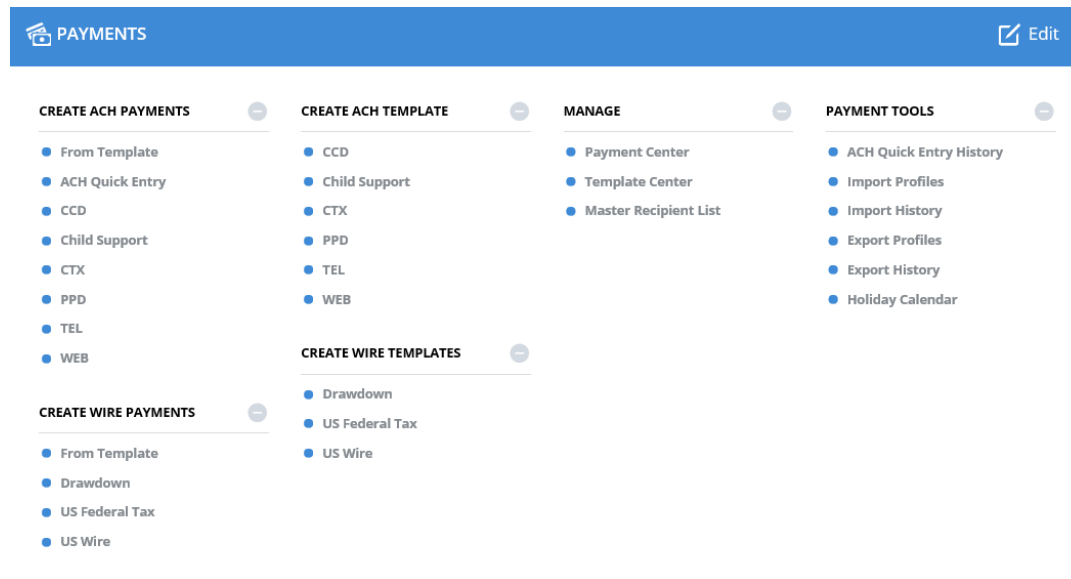 PAYMENTS
Edit
CREATE ACH PAYMENTS
From Template
ACH Quick Entry
CCD
Child Support
CTX
PPD
TEL
WEB
CREATE WIRE PAYMENTS
From Template
Drawdown
US Federal Tax
US Wire
CREATE ACH TEMPLATE
CCD
Child Support
CTX
PPD
TEL
WEB
CREATE WIRE TEMPLATES
Drawdown
US Federal Tax
US Wire
MANAGE
Payment Center
Template Center
Master Recipient List
PAYMENT TOOLS
ACH Quick Entry History
Import Profiles
Import History
Export Profiles
Export History
Holiday Calendar